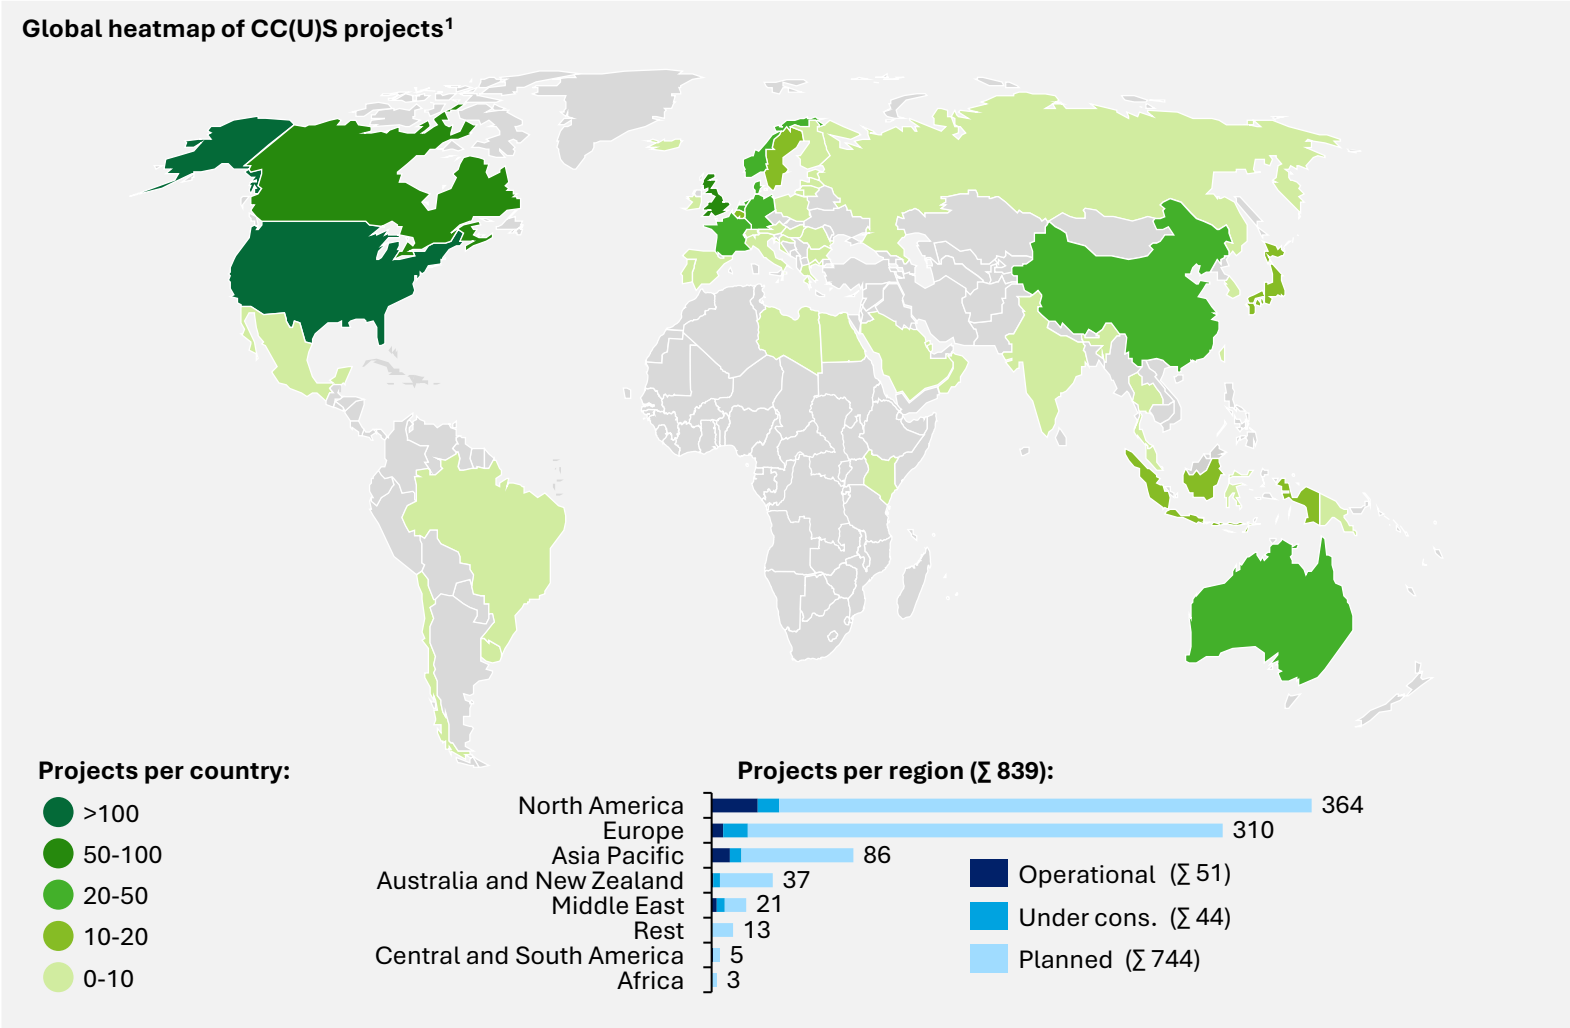 Global heatmap of CC(U)S projects¹
Projects per country:
>100
50-100
20-50
10-20
0-10
Projects per region (∑ 839):
North America 364
Europe 310
Asia Pacific 86
Australia and New Zealand 37
Middle East 21
Rest 13
Central and South America 5
Africa 3
Operational (∑ 51)
Under cons. (∑ 44)
Planned (∑ 744)